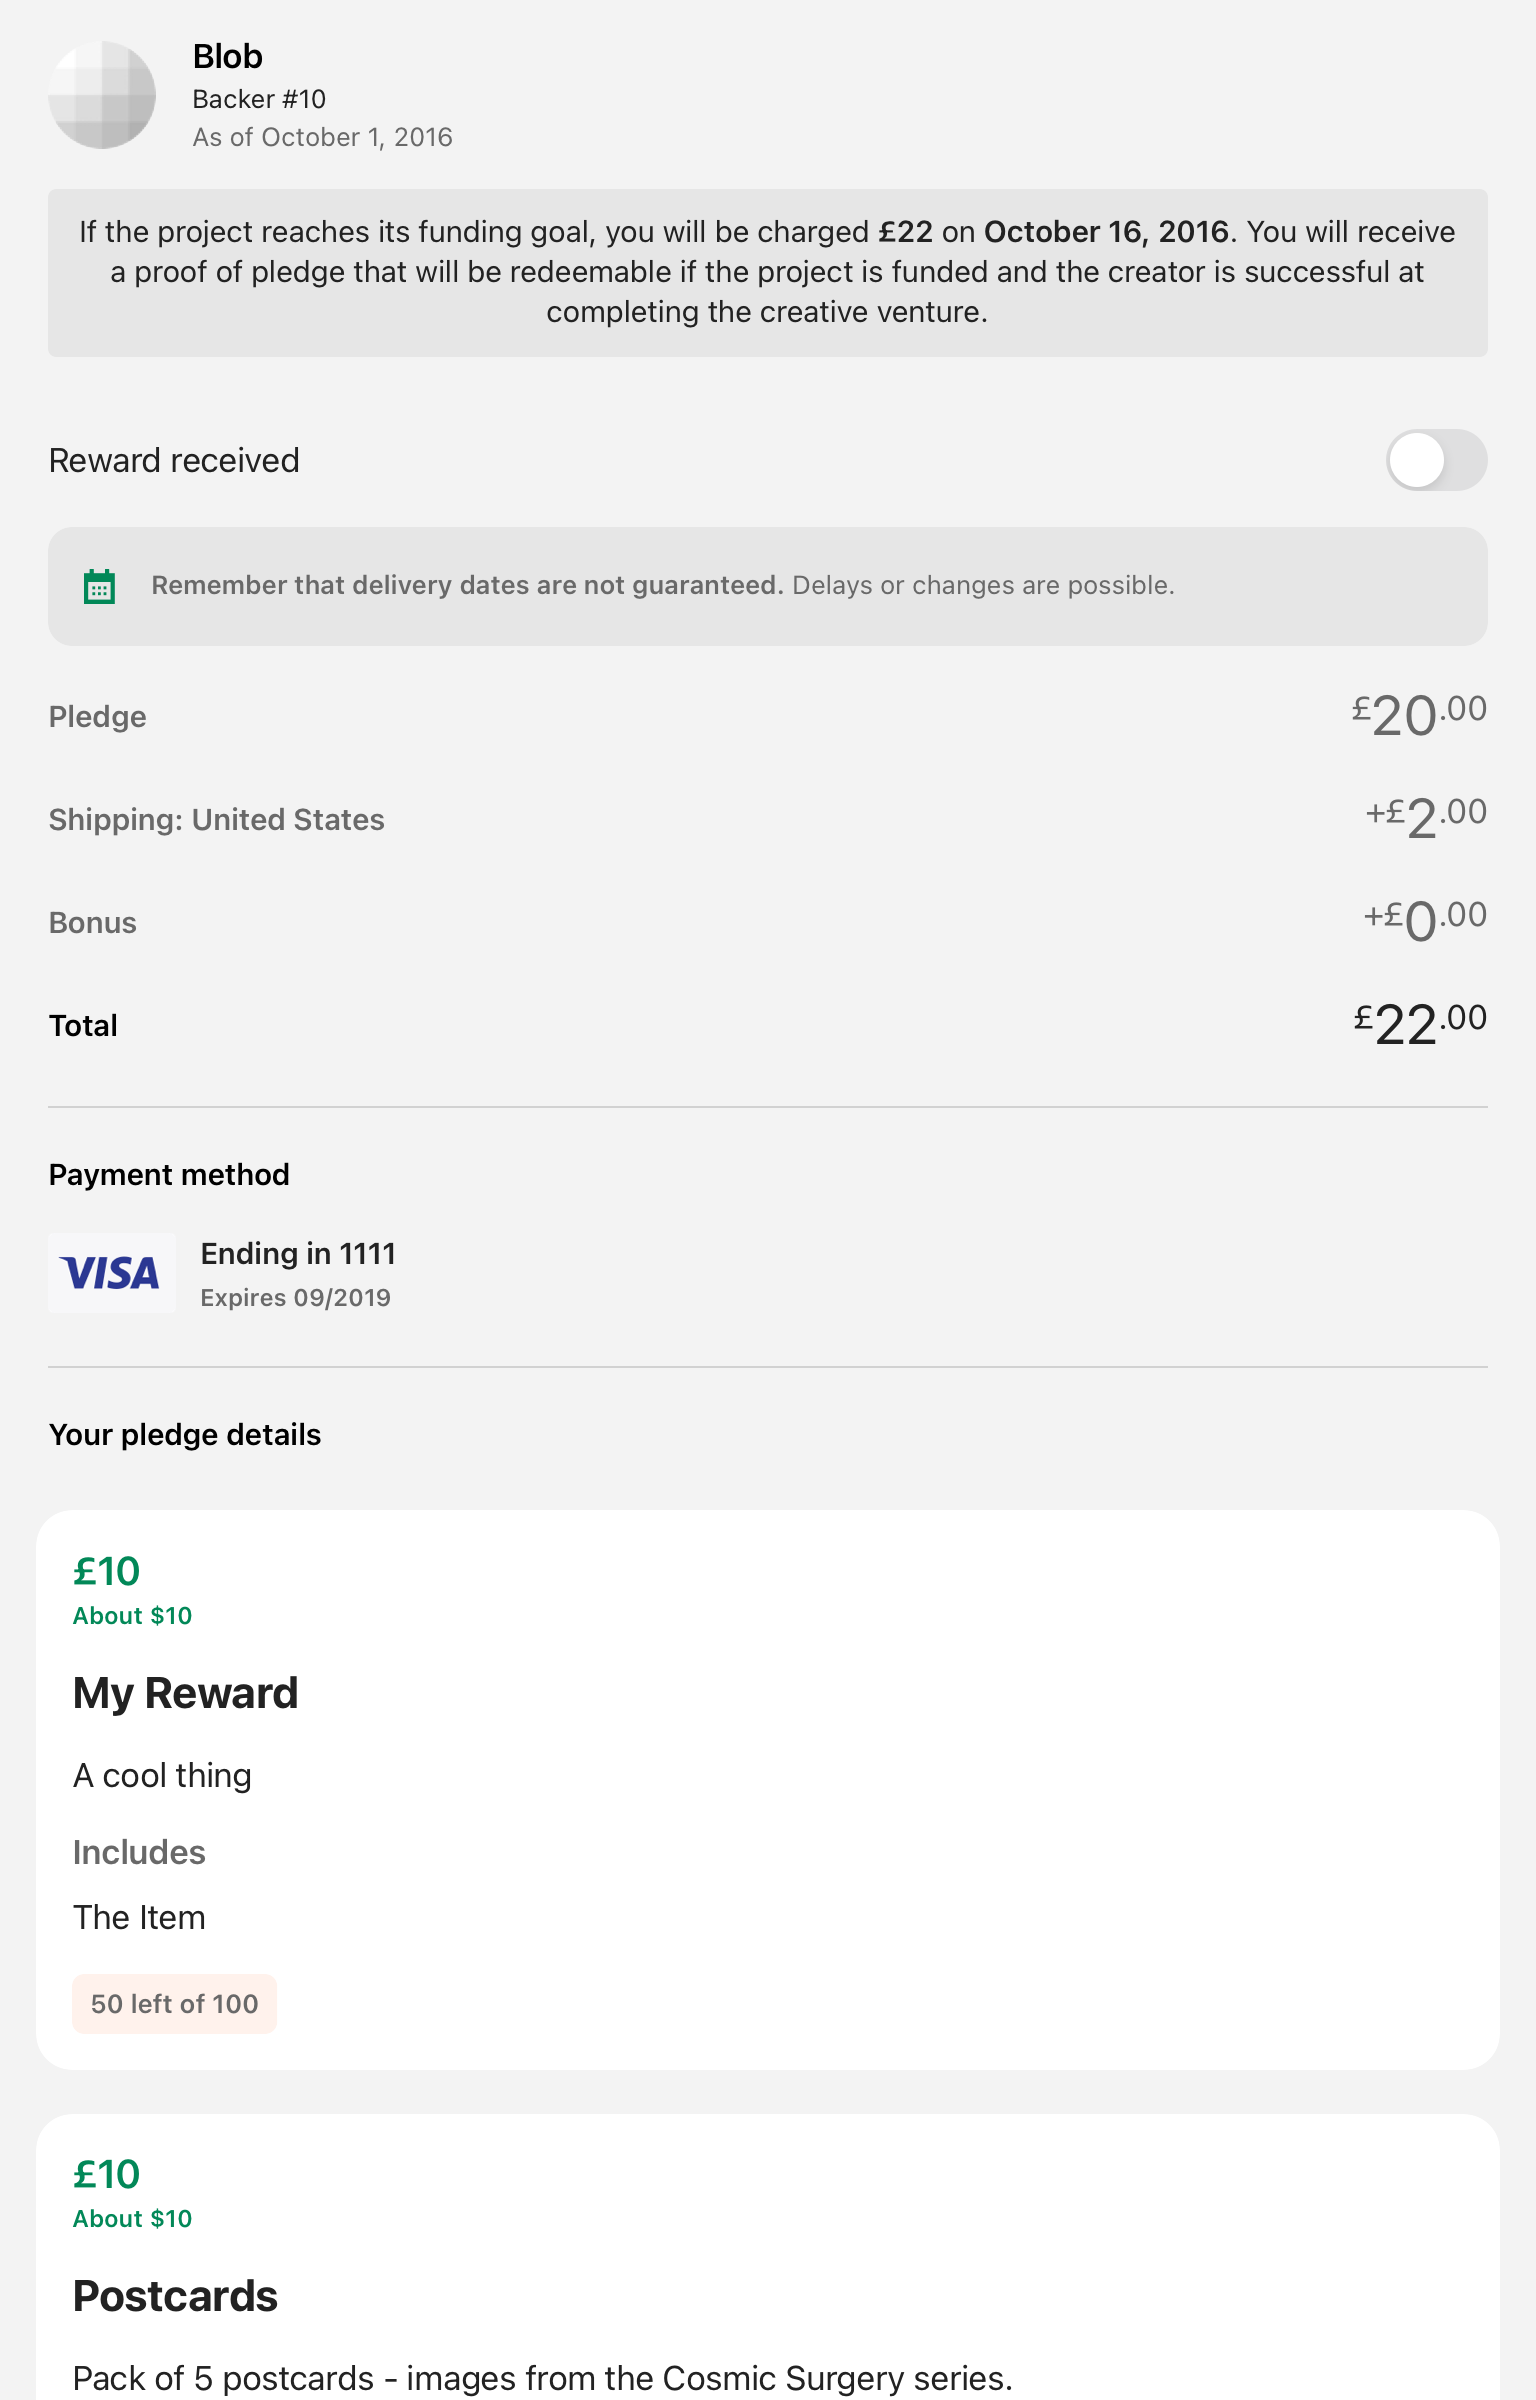 Blob
Backer #10
As of October 1, 2016
If the project reaches its funding goal, you will be charged £22 on October 16, 2016. You will receive
a proof of pledge that will be redeemable if the project is funded and the creator is successful at
completing the creative venture.
Reward received
Remember that delivery dates are not guaranteed. Delays or changes are possible.
Pledge £20.00
Shipping: United States +£2.00
Bonus +£0.00
Total £22.00
Payment method
VISA
Ending in 1111
Expires 09/2019
Your pledge details
£10
About $10
My Reward
A cool thing
Includes
The Item
50 left of 100
£10
About $10
Postcards
Pack of 5 postcards - images from the Cosmic Surgery series.